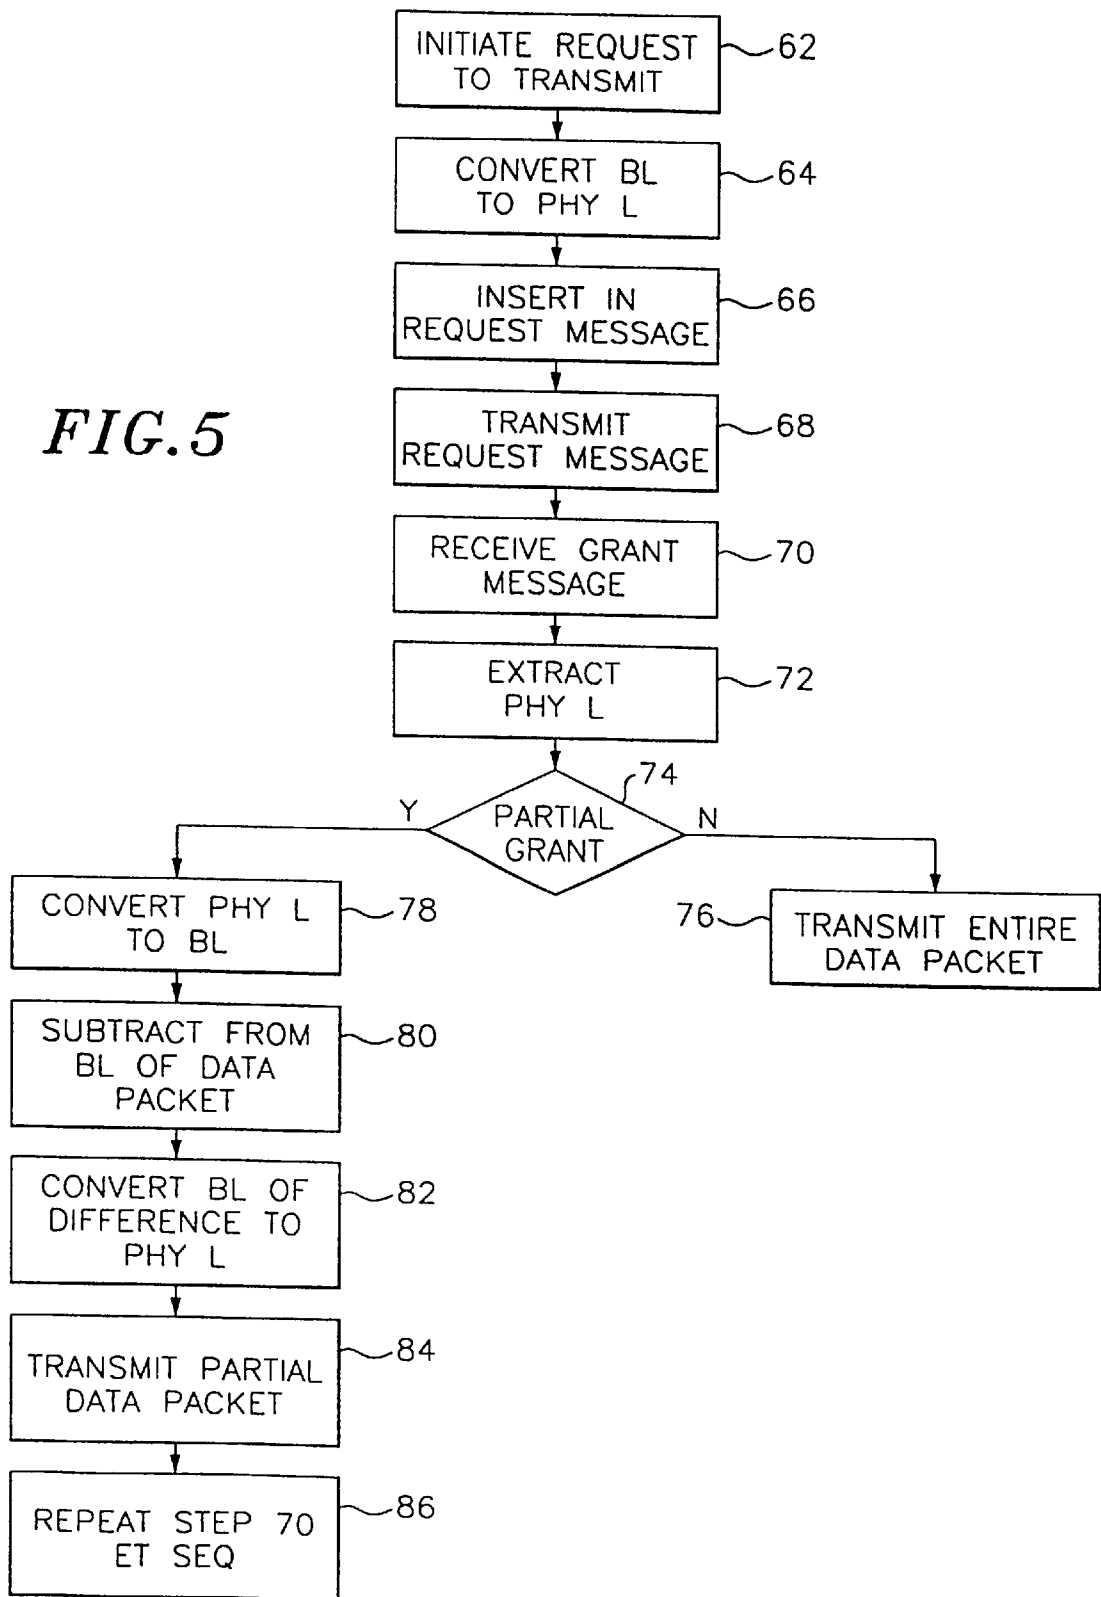 INITIATE REQUEST
TO TRANSMIT
62
CONVERT BL
TO PHY L
64
INSERT IN
REQUEST MESSAGE
66
FIG.5
TRANSMIT
REQUEST MESSAGE
68
RECEIVE GRANT
MESSAGE
70
EXTRACT
PHY L
72
74
Y
PARTIAL
GRANT
N
CONVERT PHY L
TO BL
78
76
TRANSMIT ENTIRE
DATA PACKET
SUBTRACT FROM
BL OF DATA
PACKET
80
CONVERT BL OF
DIFFERENCE TO
PHY L
82
TRANSMIT PARTIAL
DATA PACKET
84
REPEAT STEP 70
ET SEQ
86